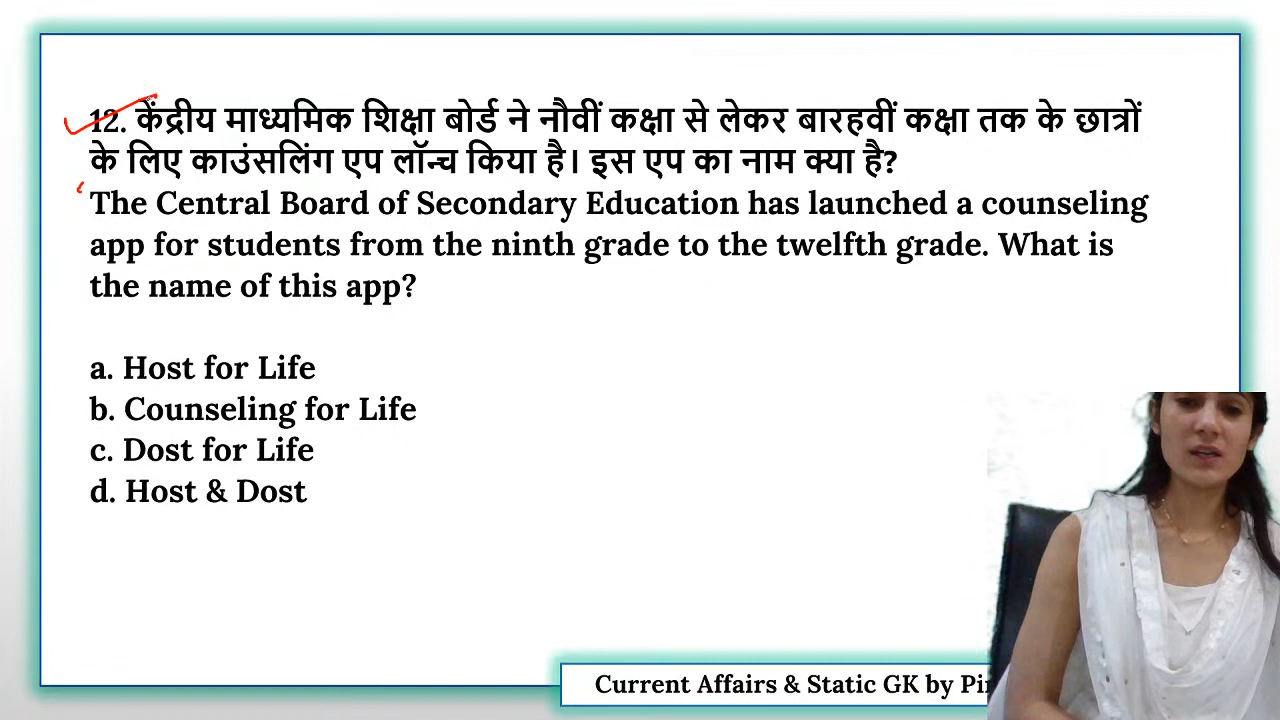 12. केंद्रीय माध्यमिक शिक्षा बोर्ड ने नौवीं कक्षा से लेकर बारहवीं कक्षा तक के छात्रों
के लिए काउंसलिंग एप लॉन्च किया है। इस एप का नाम क्या है?
The Central Board of Secondary Education has launched a counseling
app for students from the ninth grade to the twelfth grade. What is
the name of this app?
a. Host for Life
b. Counseling for Life
c. Dost for Life
d. Host & Dost
Current Affairs & Static GK by